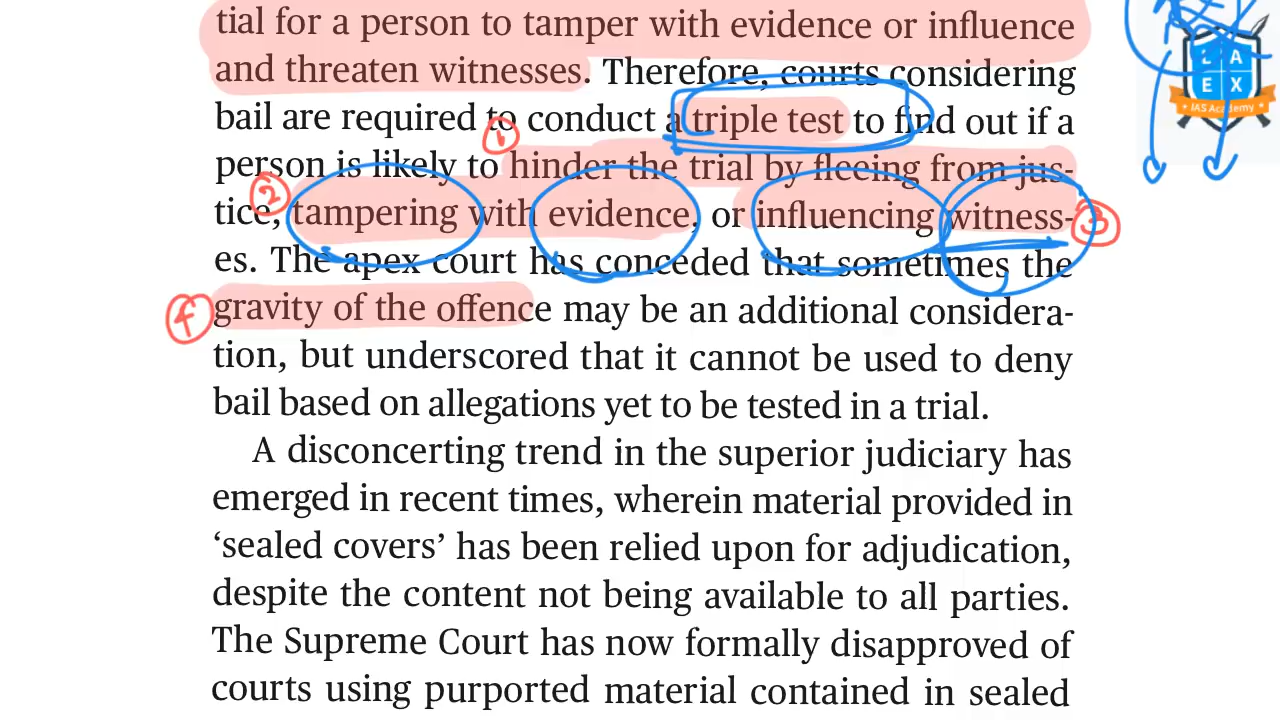 tial for a person to tamper with evidence or influence
and threaten witnesses. Therefore, courts considering
bail are required to conduct a triple test to find out if a
1
person is likely to hinder the trial by fleeing from jus-
2
tice, tampering with evidence, or influencing witness-
3
es. The apex court has conceded that sometimes the
4
gravity of the offence may be an additional considera-
tion, but underscored that it cannot be used to deny
bail based on allegations yet to be tested in a trial.
A disconcerting trend in the superior judiciary has
emerged in recent times, wherein material provided in
‘sealed covers’ has been relied upon for adjudication,
despite the content not being available to all parties.
The Supreme Court has now formally disapproved of
courts using purported material contained in sealed
L A
E X
IAS Academy